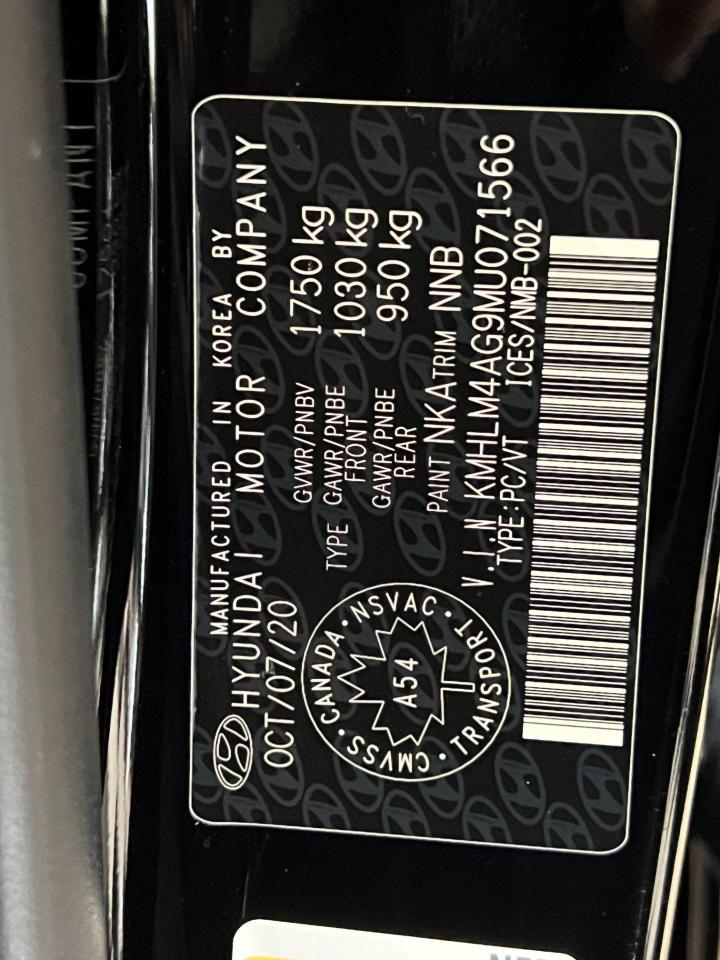 MANUFACTURED IN KOREA BY
HYUNDAI MOTOR COMPANY
OCT/07/20
GVWR/PNBV 1750 kg
TYPE GAWR/PNBE FRONT 1030 kg
GAWR/PNBE REAR 950 kg
PAINT NKA TRIM NNB
V.I.N KMHLM4AG9MU071566
TYPE:PC/VT ICES/NMB-002
CANADA · NSVAC · TRANSPORT · CMVSS ·
A54
COMPANY